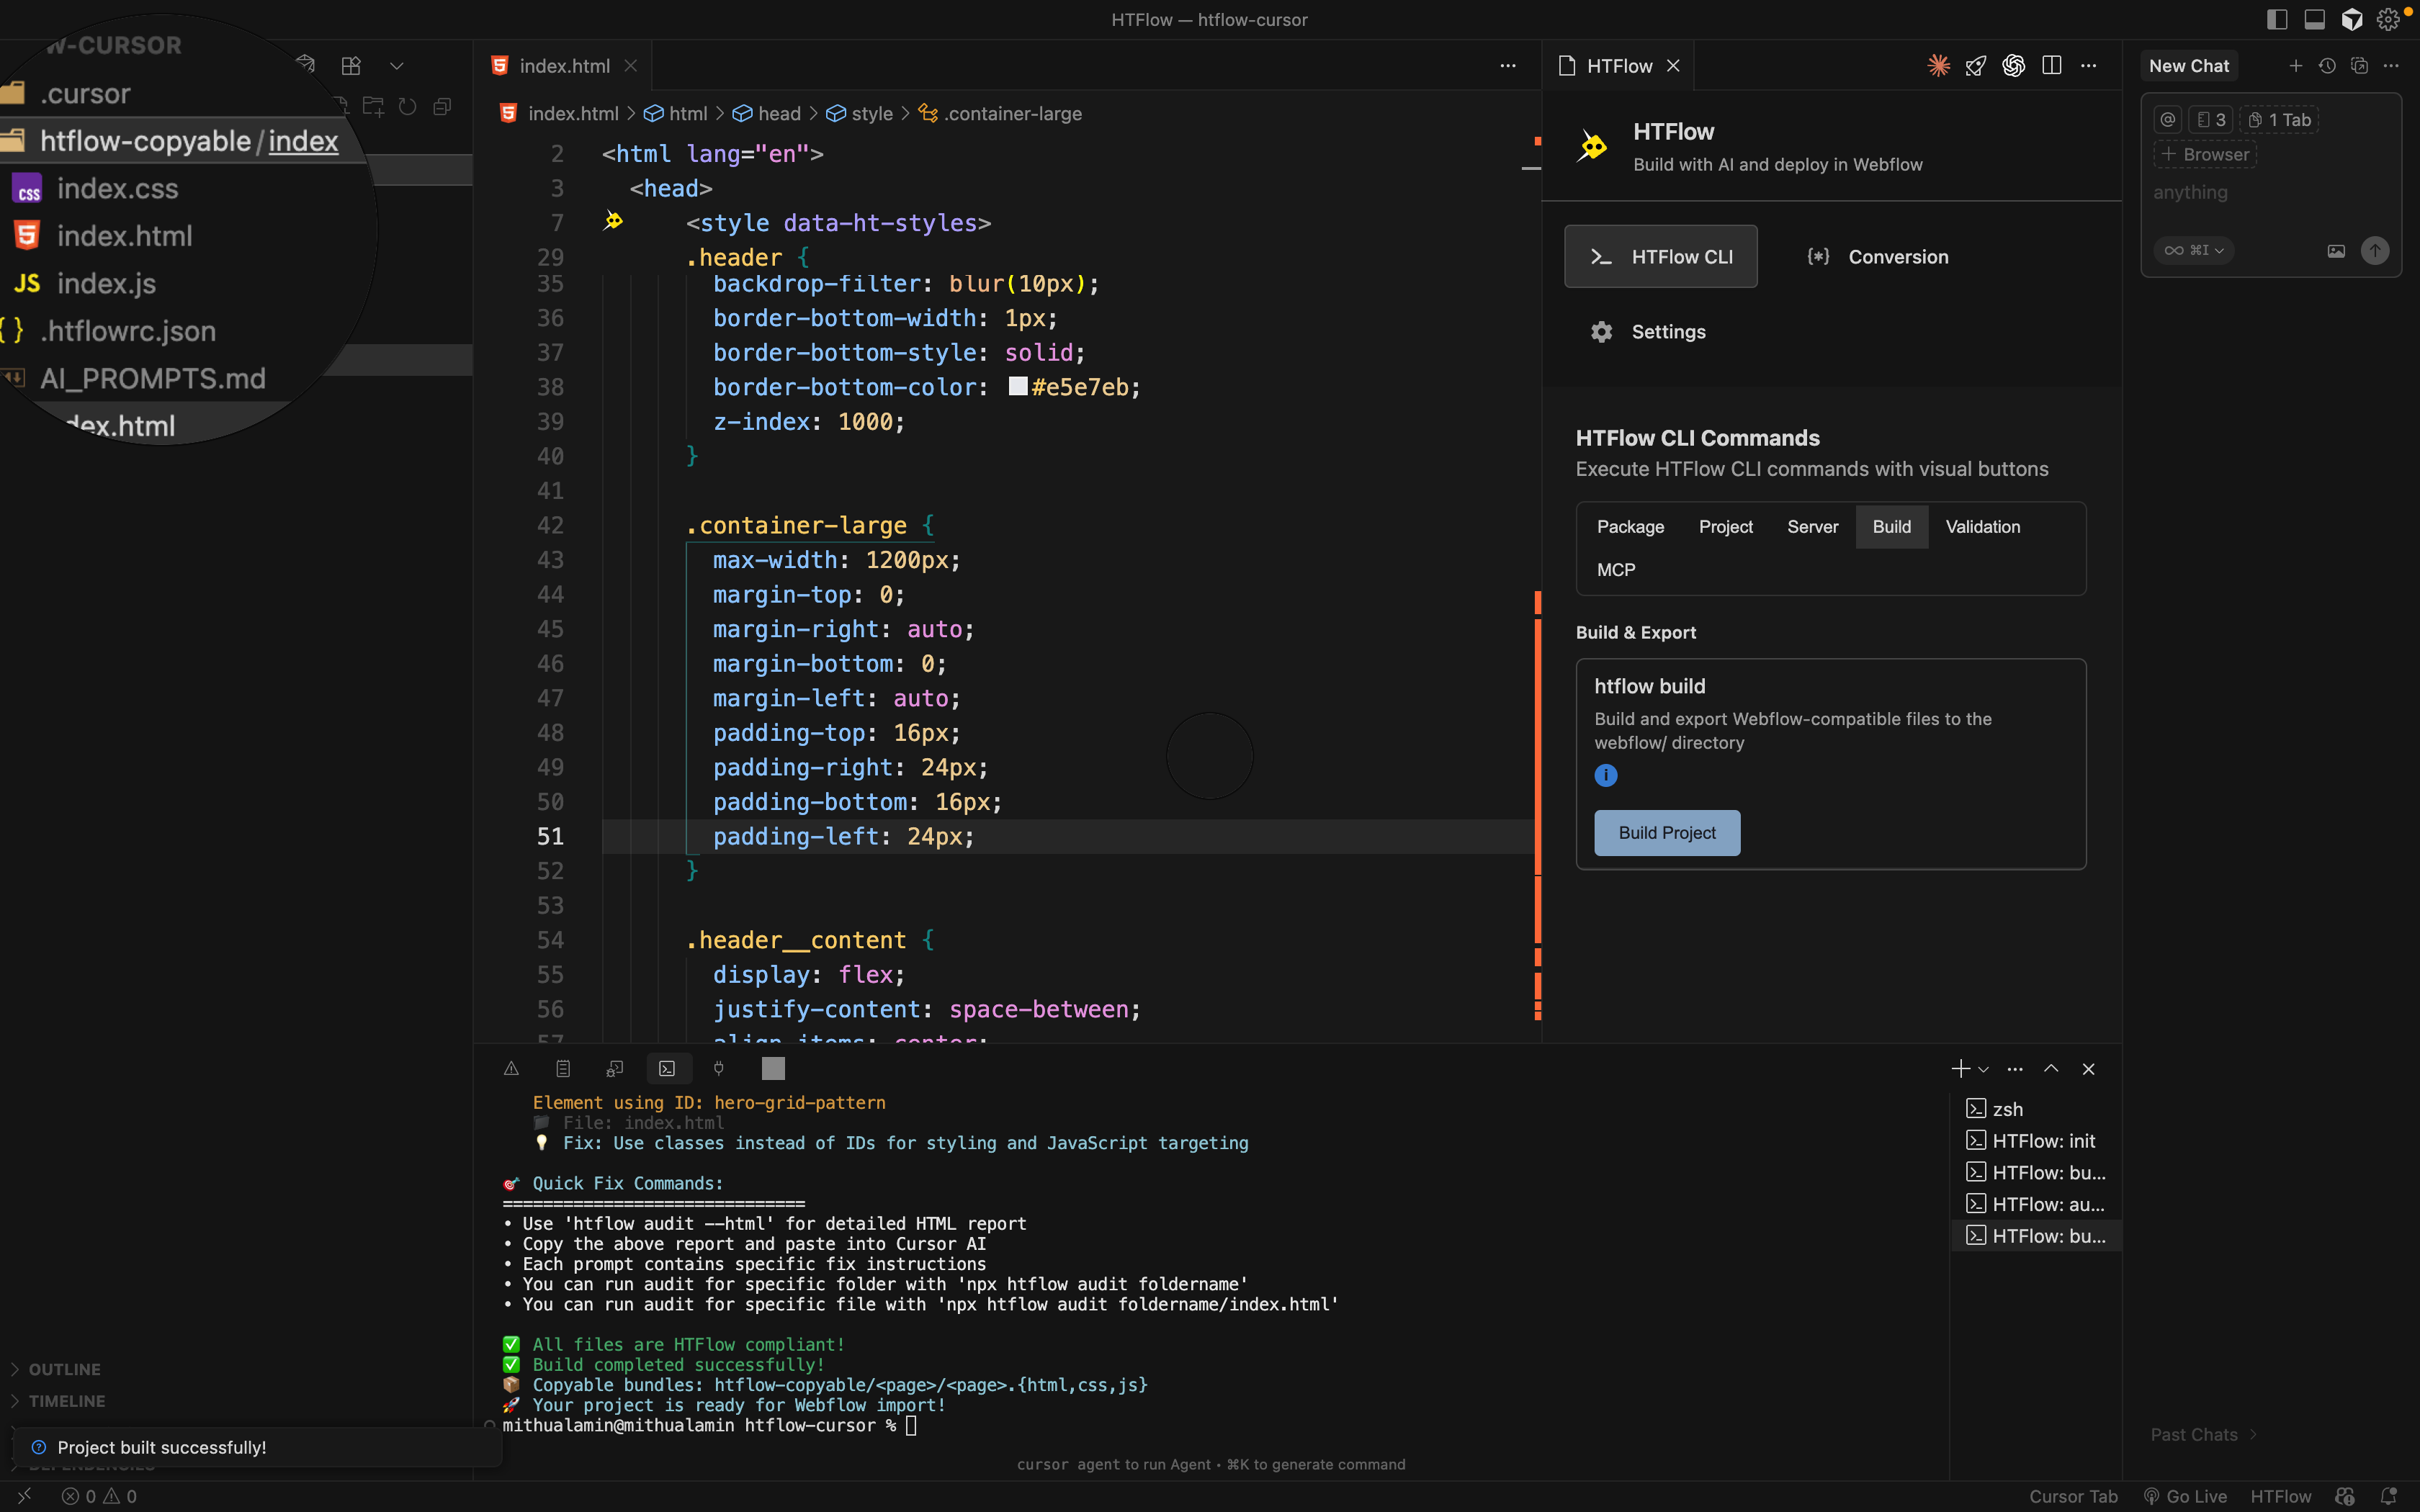 HTFlow — htflow-cursor
W-CURSOR
.cursor
htflow-copyable/index
index.css
index.html
index.js
.htflowrc.json
AI_PROMPTS.md
dex.html
OUTLINE
TIMELINE
Project built successfully!
index.html
index.html > html > head > style > .container-large
2 <html lang="en">
3 <head>
7 <style data-ht-styles>
29 .header {
35 backdrop-filter: blur(10px);
36 border-bottom-width: 1px;
37 border-bottom-style: solid;
38 border-bottom-color: #e5e7eb;
39 z-index: 1000;
40 }
41
42 .container-large {
43 max-width: 1200px;
44 margin-top: 0;
45 margin-right: auto;
46 margin-bottom: 0;
47 margin-left: auto;
48 padding-top: 16px;
49 padding-right: 24px;
50 padding-bottom: 16px;
51 padding-left: 24px;
52 }
53
54 .header__content {
55 display: flex;
56 justify-content: space-between;
57 align-items: center;
HTFlow
HTFlow
Build with AI and deploy in Webflow
HTFlow CLI
Conversion
Settings
HTFlow CLI Commands
Execute HTFlow CLI commands with visual buttons
Package Project Server Build Validation
MCP
Build & Export
htflow build
Build and export Webflow-compatible files to the
webflow/ directory
Build Project
New Chat
@ 3 1 Tab
Browser
anything
⌘I
Past Chats
Element using ID: hero-grid-pattern
File: index.html
Fix: Use classes instead of IDs for styling and JavaScript targeting
Quick Fix Commands:
==============================
• Use 'htflow audit --html' for detailed HTML report
• Copy the above report and paste into Cursor AI
• Each prompt contains specific fix instructions
• You can run audit for specific folder with 'npx htflow audit foldername'
• You can run audit for specific file with 'npx htflow audit foldername/index.html'
All files are HTFlow compliant!
Build completed successfully!
Copyable bundles: htflow-copyable/<page>/<page>.{html,css,js}
Your project is ready for Webflow import!
mithualamin@mithualamin htflow-cursor %
cursor agent to run Agent • ⌘K to generate command
zsh
HTFlow: init
HTFlow: bu...
HTFlow: au...
HTFlow: bu...
0 0
Cursor Tab Go Live HTFlow